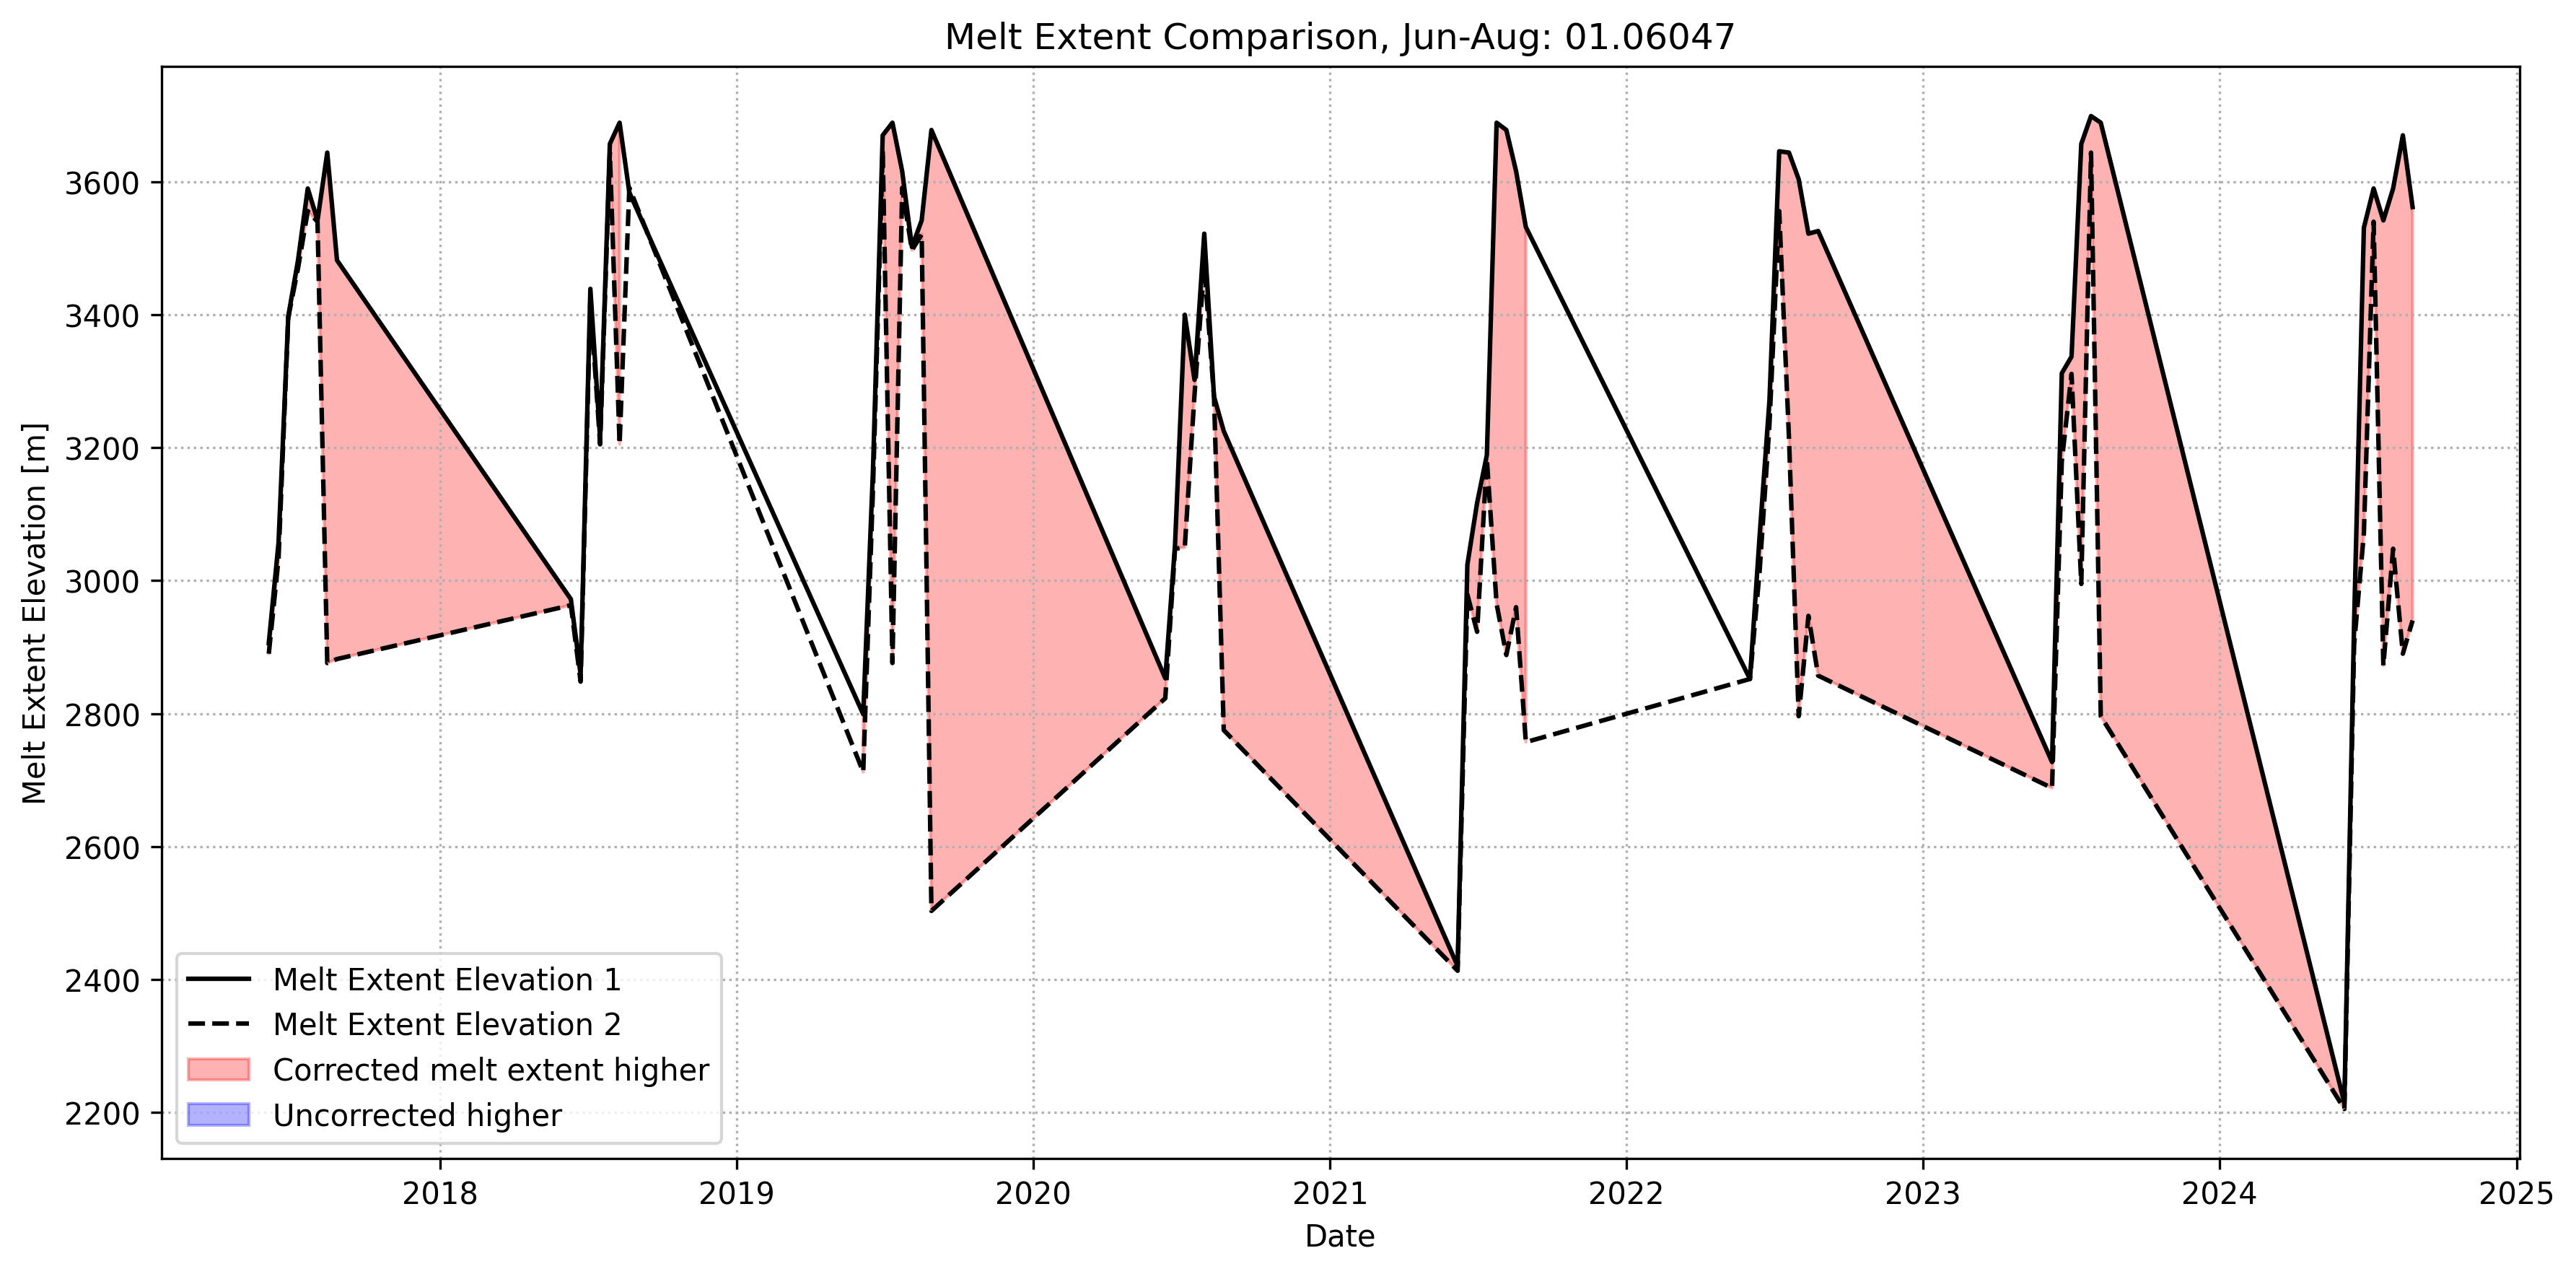 Melt Extent Comparison, Jun-Aug: 01.06047
Melt Extent Elevation [m]
3600
3400
3200
3000
2800
2600
2400
2200
Melt Extent Elevation 1
Melt Extent Elevation 2
Corrected melt extent higher
Uncorrected higher
2018 2019 2020 2021 2022 2023 2024 2025
Date